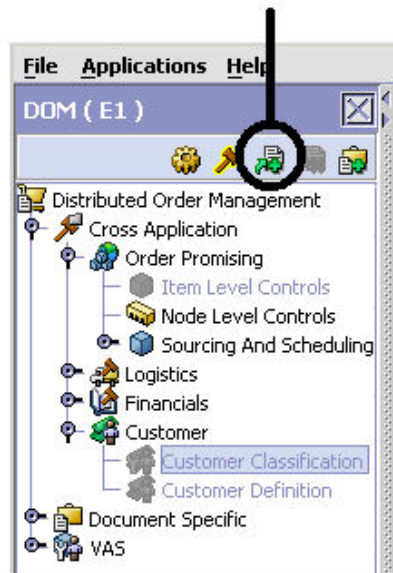 File Applications Help
DOM ( E1 )
Distributed Order Management
Cross Application
Order Promising
Item Level Controls
Node Level Controls
Sourcing And Scheduling
Logistics
Financials
Customer
Customer Classification
Customer Definition
Document Specific
VAS